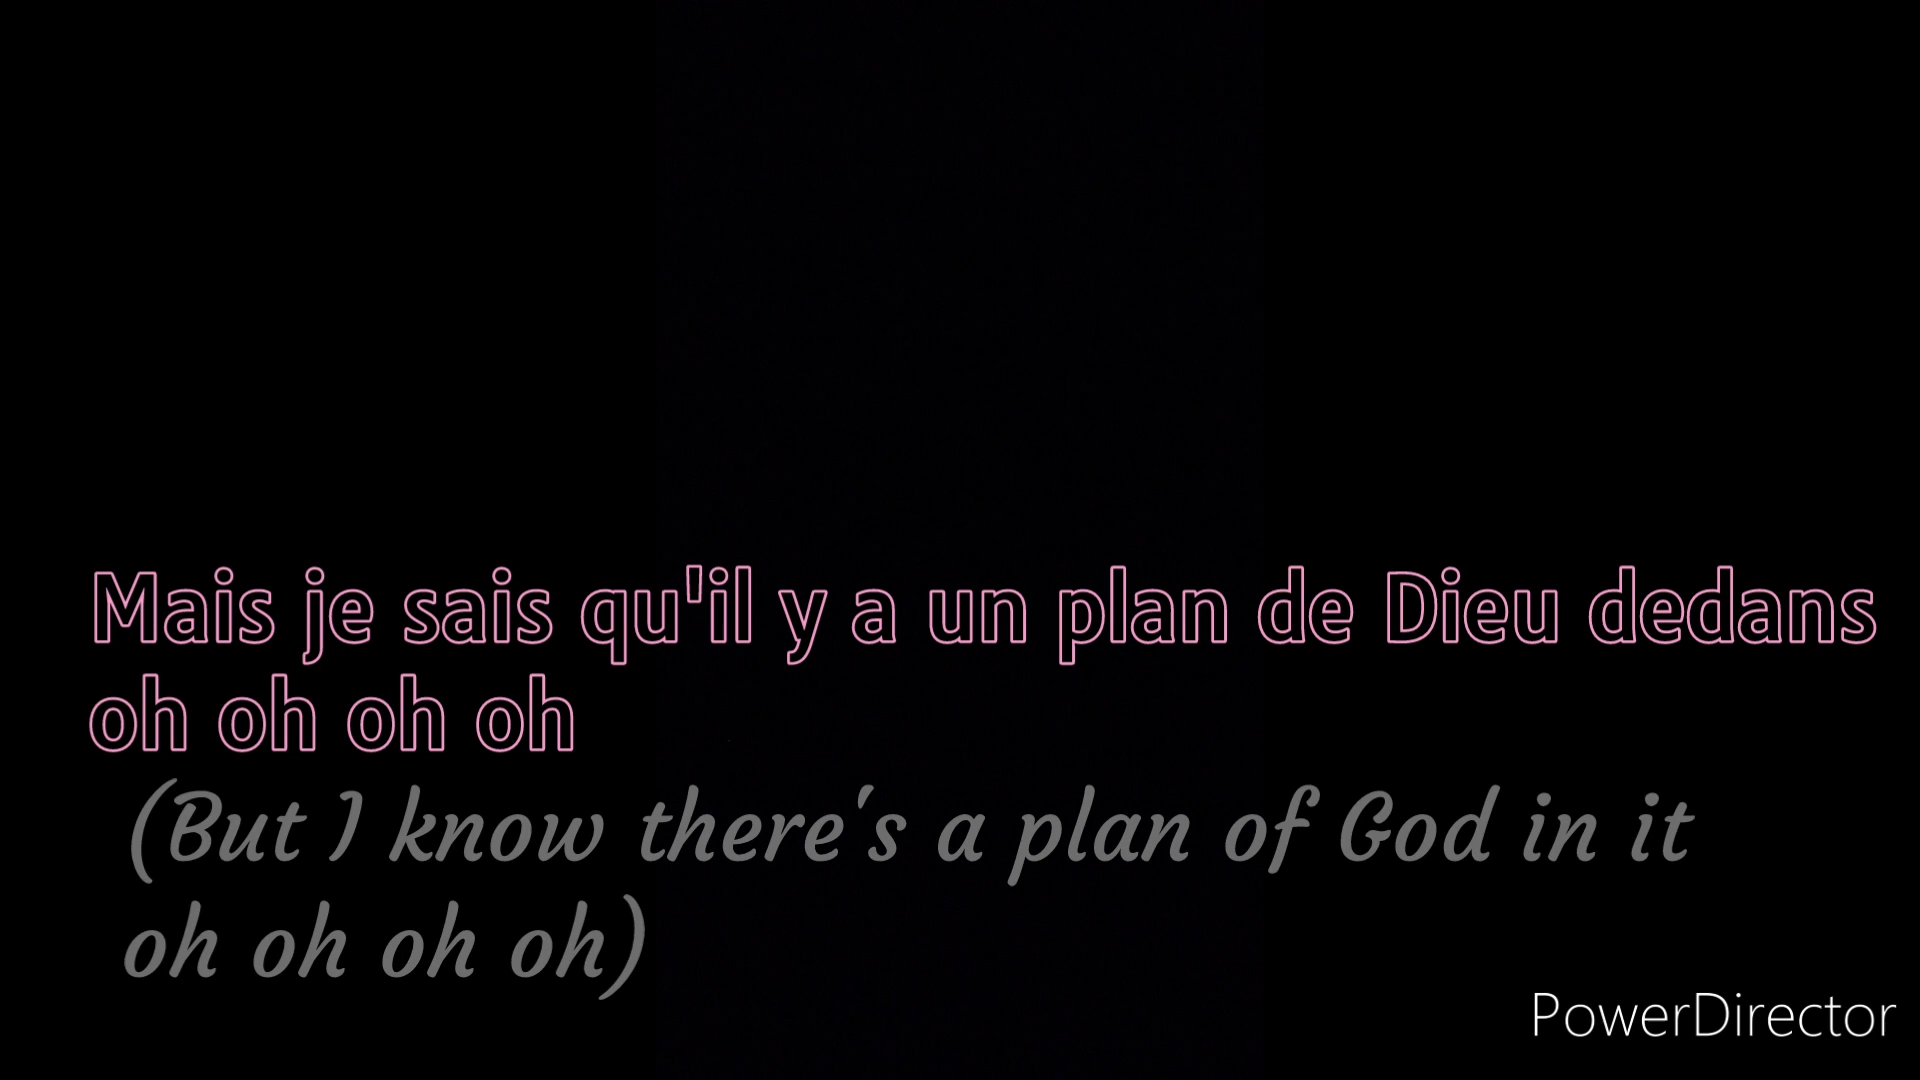 Mais je sais qu'il y a un plan de Dieu dedans
oh oh oh oh
(But I know there's a plan of God in it
oh oh oh oh)
PowerDirector